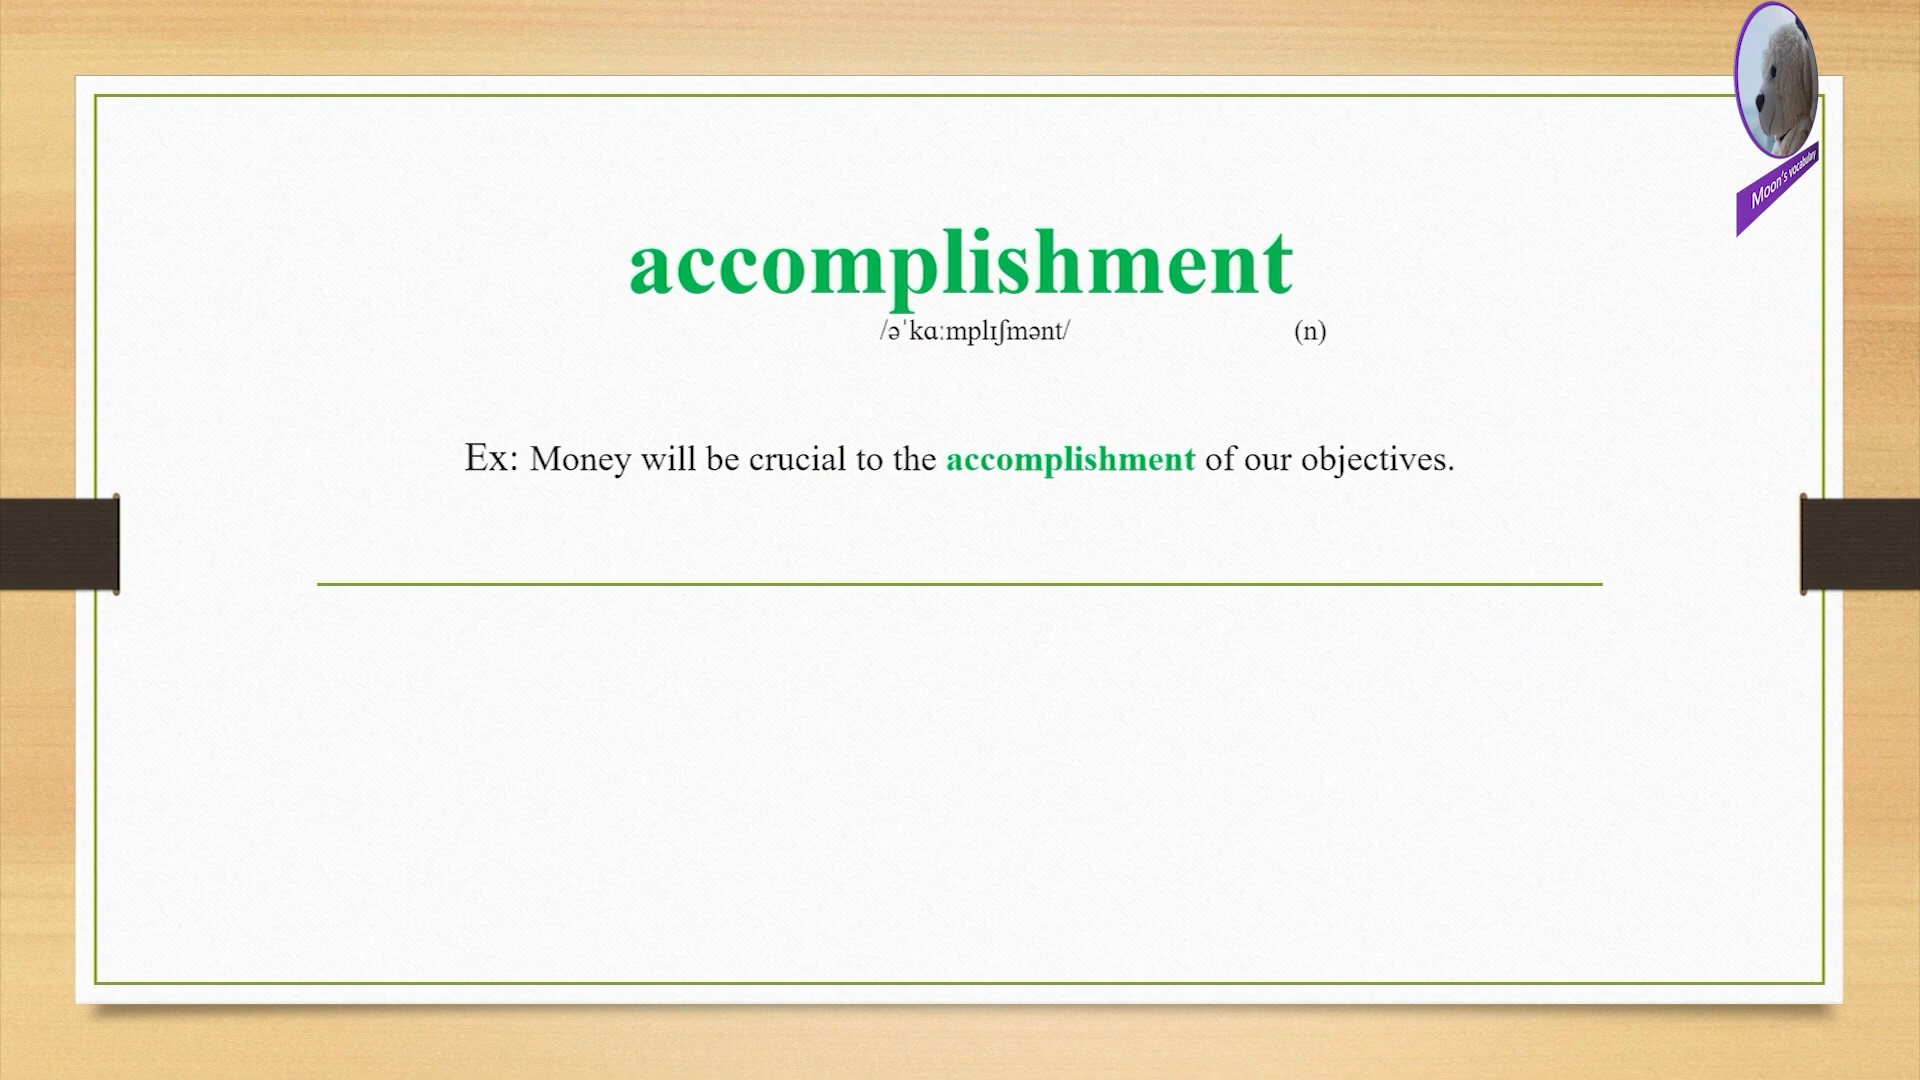 Moon's vocabulary
accomplishment
/əˈkɑːmplɪʃmənt/ (n)
Ex: Money will be crucial to the accomplishment of our objectives.